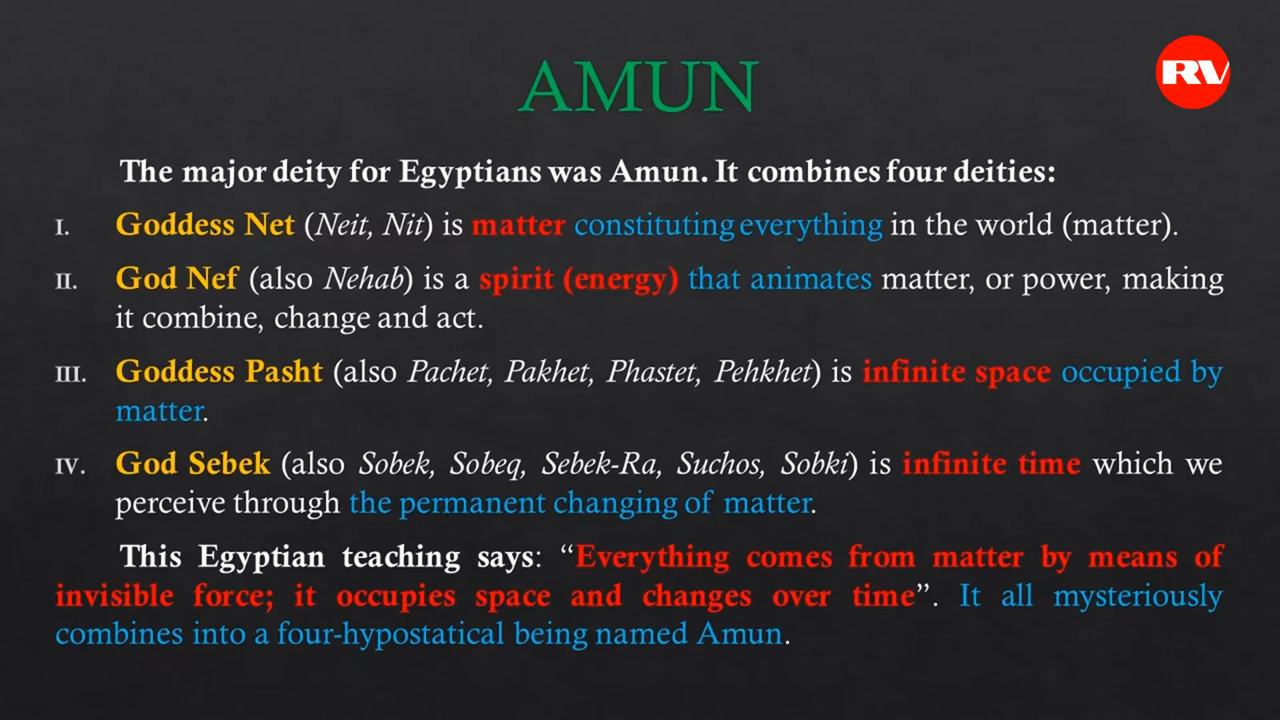 RV
AMUN
The major deity for Egyptians was Amun. It combines four deities:
I. Goddess Net (Neit, Nit) is matter constituting everything in the world (matter).
II. God Nef (also Nehab) is a spirit (energy) that animates matter, or power, making
it combine, change and act.
III. Goddess Pasht (also Pachet, Pakhet, Phastet, Pehkhet) is infinite space occupied by
matter.
IV. God Sebek (also Sobek, Sobeq, Sebek-Ra, Suchos, Sobki) is infinite time which we
perceive through the permanent changing of matter.
This Egyptian teaching says: “Everything comes from matter by means of
invisible force; it occupies space and changes over time”. It all mysteriously
combines into a four-hypostatical being named Amun.